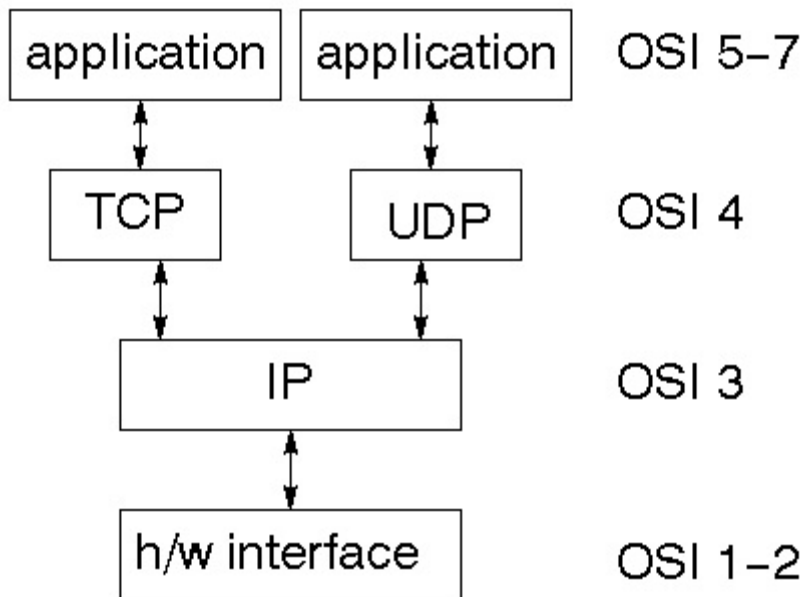 application application OSI 5-7
TCP UDP OSI 4
IP OSI 3
h/w interface OSI 1-2